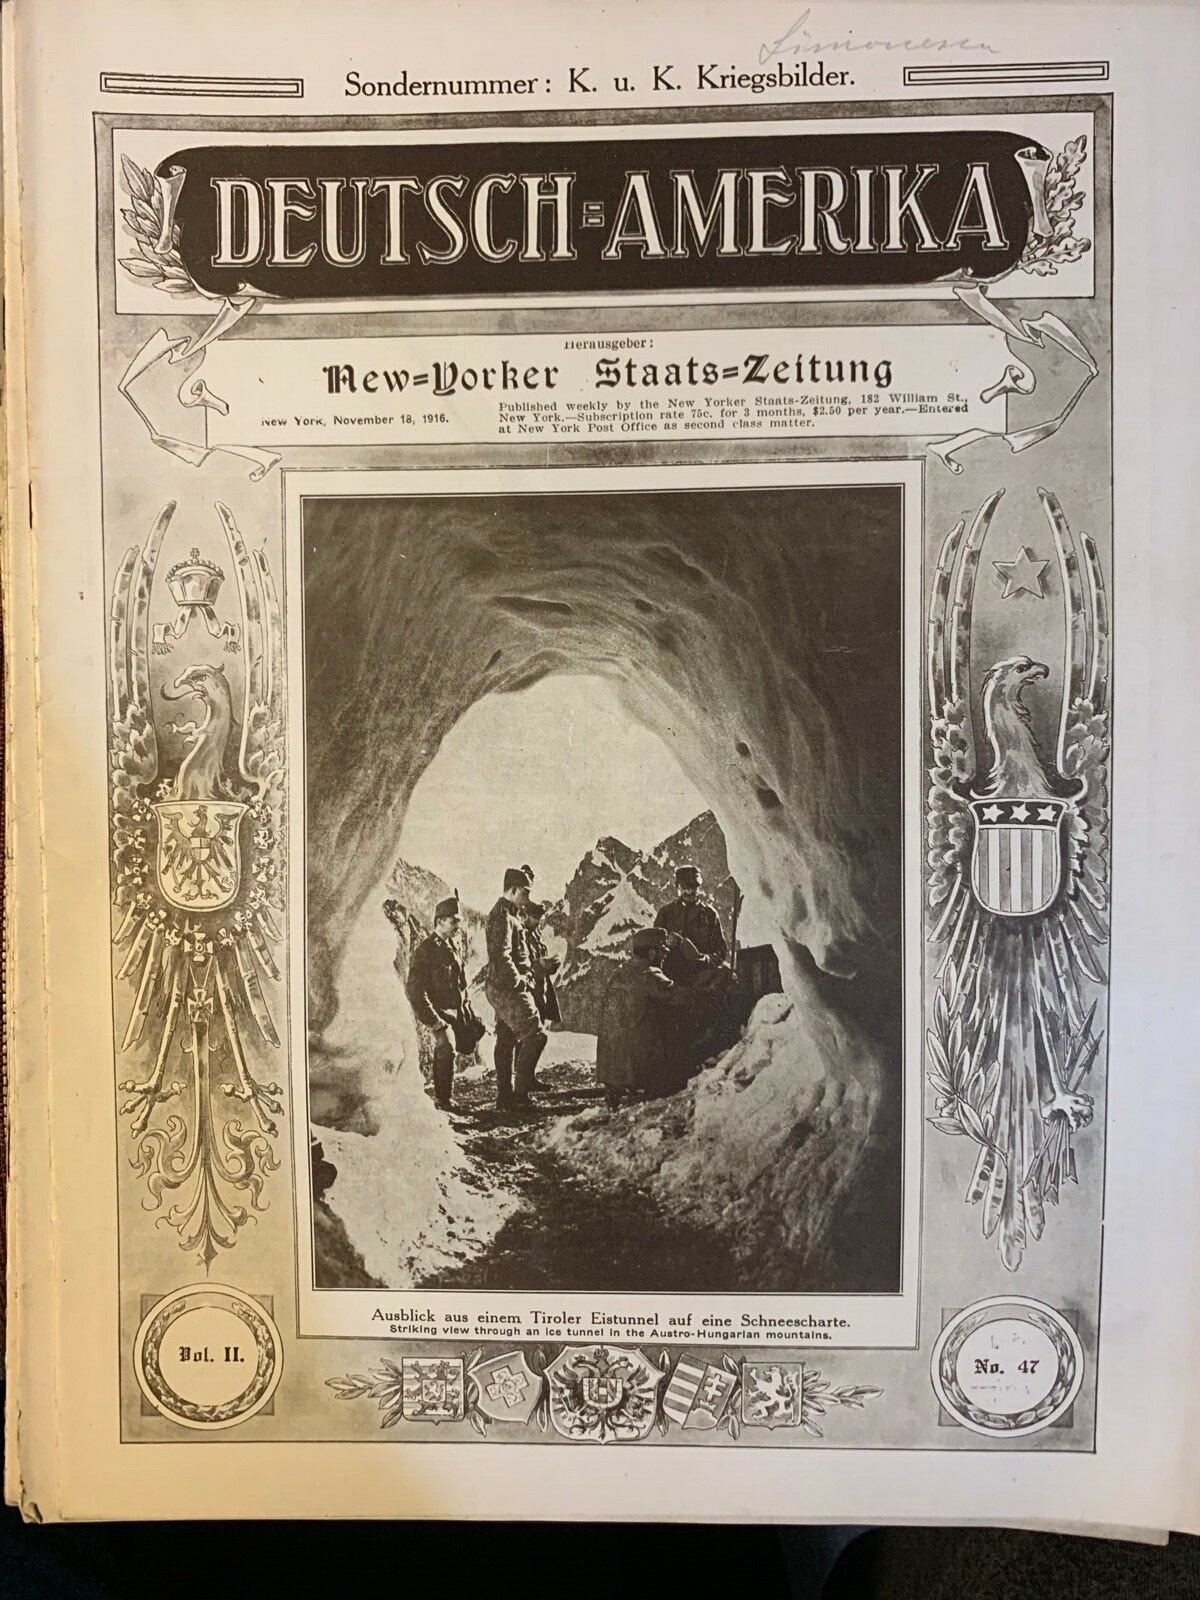 Simonescu
Sondernummer: K. u. K. Kriegsbilder.
DEUTSCH=AMERIKA
Herausgeber:
New=Yorker Staats=Zeitung
New York, November 18, 1916.
Published weekly by the New Yorker Staats-Zeitung, 182 William St.,
New York.—Subscription rate 75c. for 3 months, $2.50 per year.—Entered
at New York Post Office as second class matter.
Ausblick aus einem Tiroler Eistunnel auf eine Schneescharte.
Striking view through an ice tunnel in the Austro-Hungarian mountains.
Vol. II.
No. 47